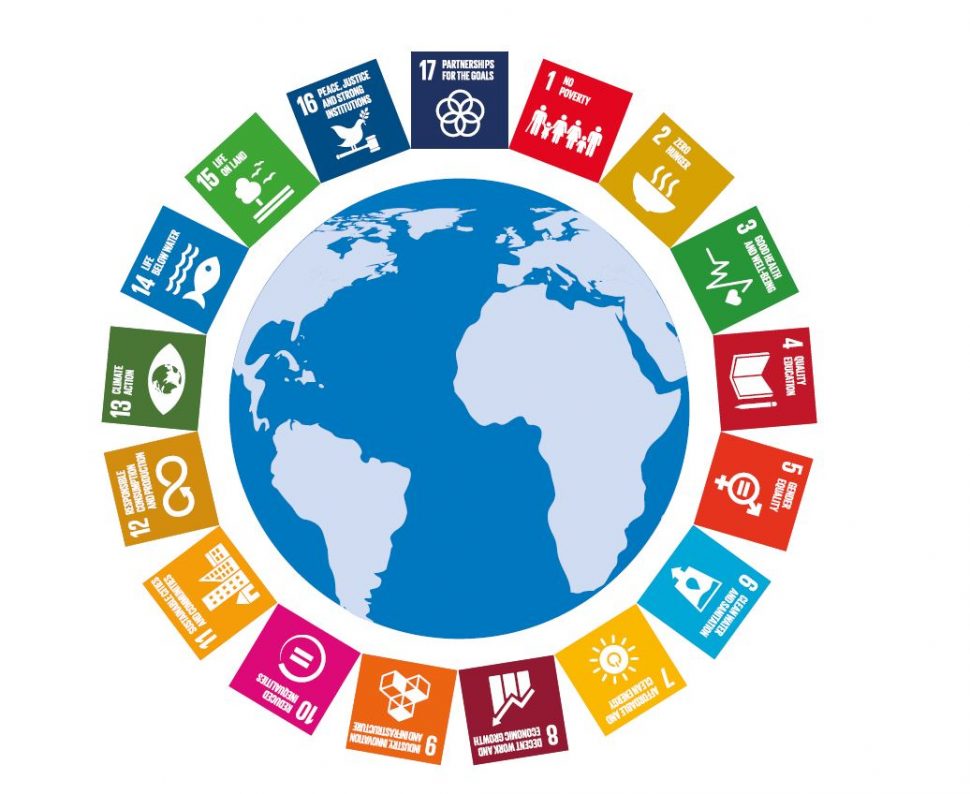 17 PARTNERSHIPS
FOR THE GOALS
1 NO
POVERTY
2 ZERO
HUNGER
3 GOOD HEALTH
AND WELL-BEING
4 QUALITY
EDUCATION
5 GENDER
EQUALITY
6 CLEAN WATER
AND SANITATION
7 AFFORDABLE AND
CLEAN ENERGY
8 DECENT WORK AND
ECONOMIC GROWTH
9 INDUSTRY, INNOVATION
AND INFRASTRUCTURE
10 REDUCED
INEQUALITIES
11 SUSTAINABLE CITIES
AND COMMUNITIES
12 RESPONSIBLE
CONSUMPTION
AND PRODUCTION
13 CLIMATE
ACTION
14 LIFE
BELOW WATER
15 LIFE
ON LAND
16 PEACE, JUSTICE
AND STRONG
INSTITUTIONS